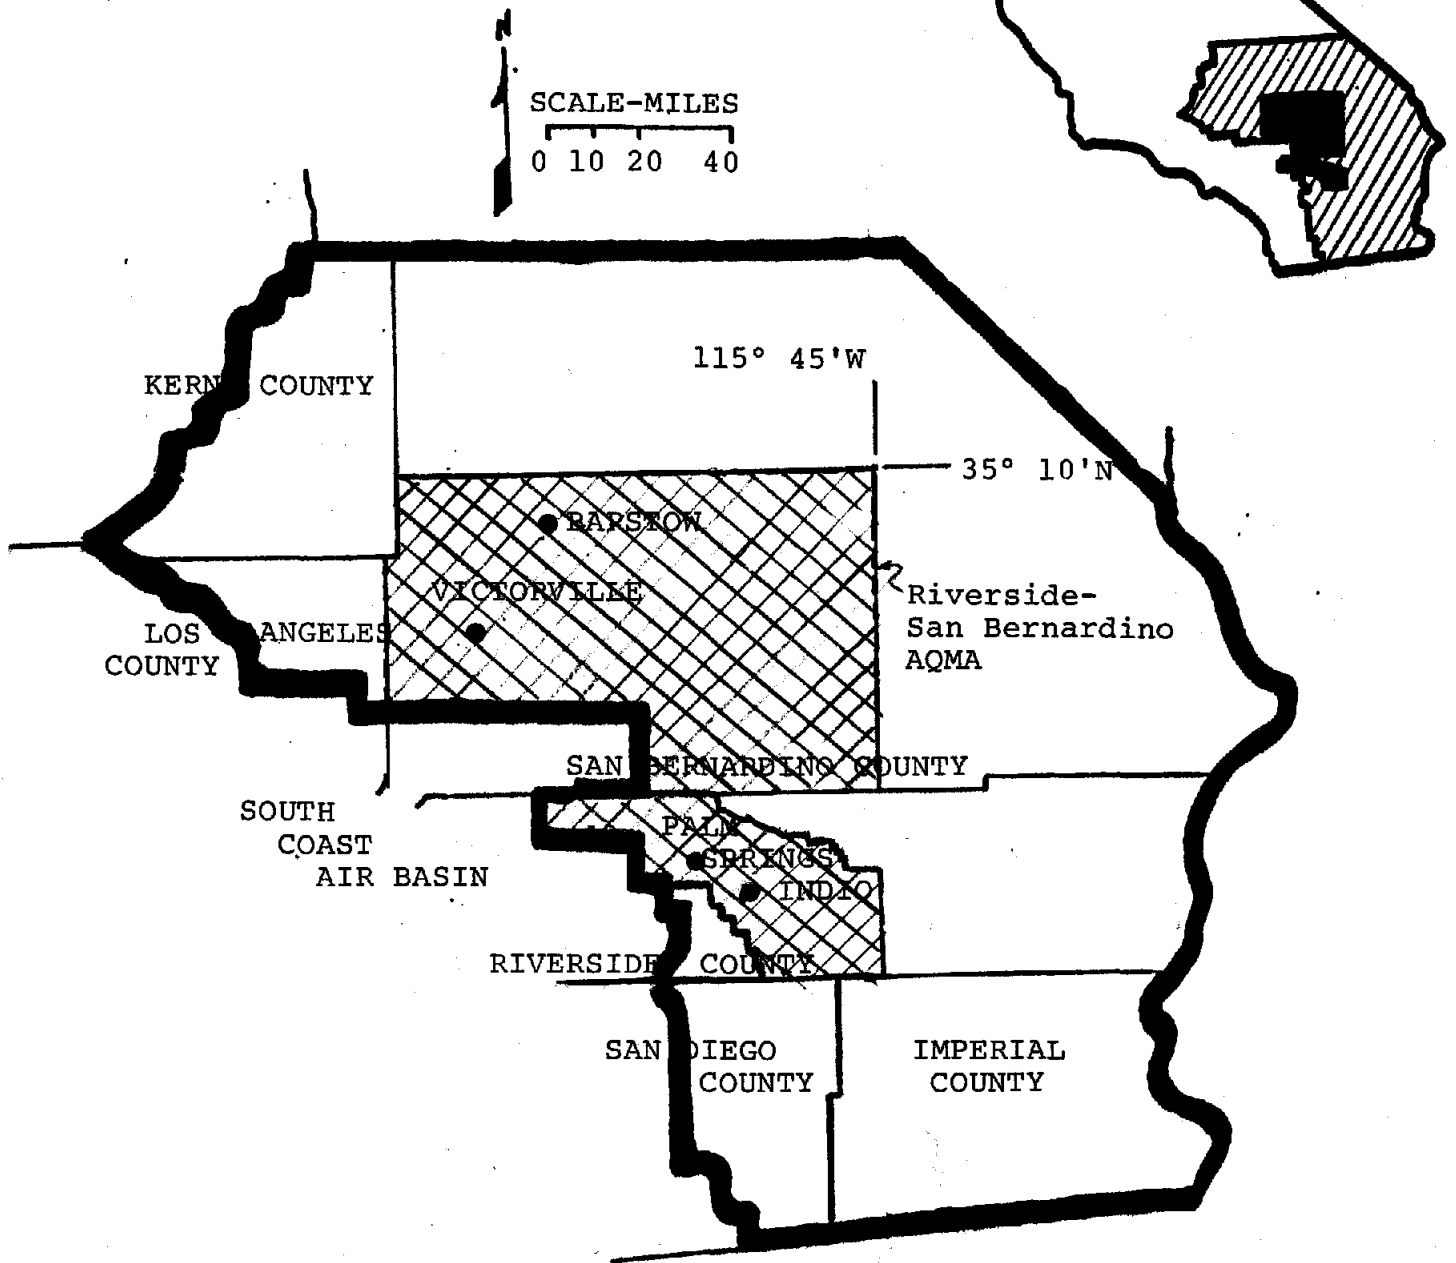 N
SCALE-MILES
0 10 20 40
115° 45'W
KERN COUNTY
35° 10'N
BARSTOW
VICTORVILLE
Riverside-
San Bernardino
AQMA
LOS ANGELES
COUNTY
SAN BERNARDINO COUNTY
SOUTH
COAST
AIR BASIN
PALM
SPRINGS
INDIO
RIVERSIDE COUNTY
SAN DIEGO
COUNTY
IMPERIAL
COUNTY